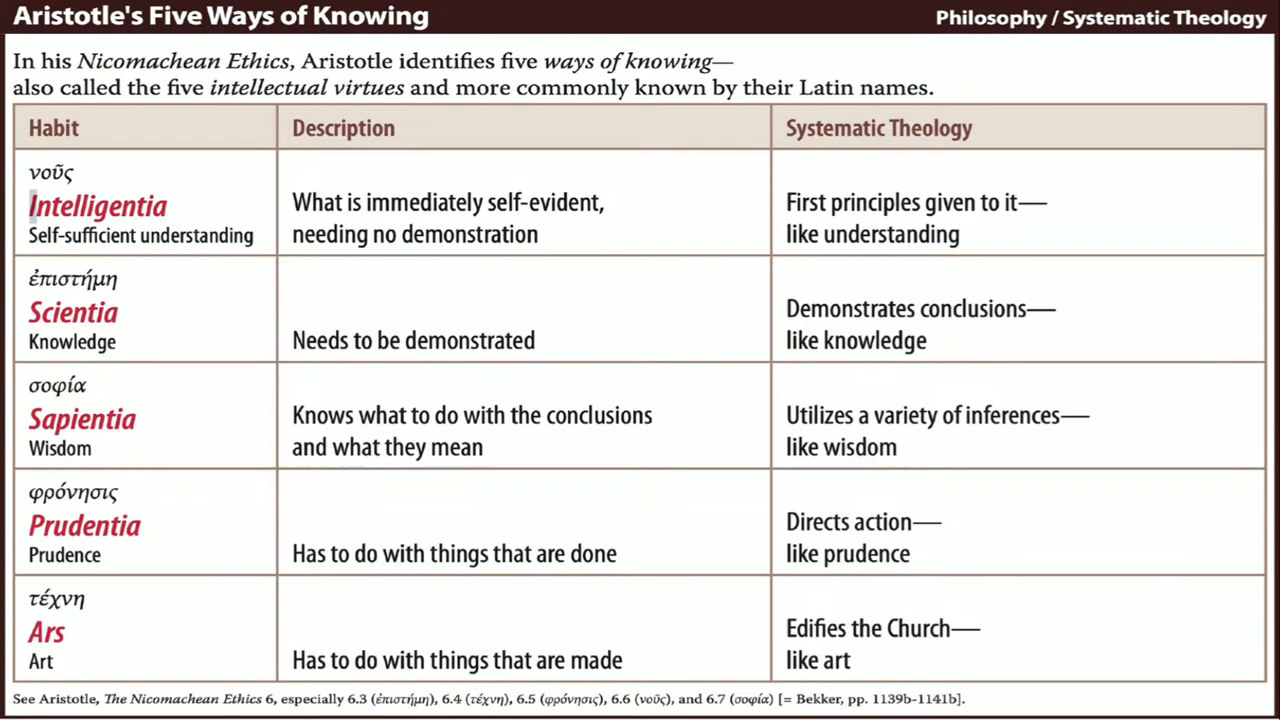 Aristotle's Five Ways of Knowing
Philosophy / Systematic Theology
In his Nicomachean Ethics, Aristotle identifies five ways of knowing—
also called the five intellectual virtues and more commonly known by their Latin names.
Habit
Description
Systematic Theology
νοῦς
Intelligentia
Self-sufficient understanding
What is immediately self-evident,
needing no demonstration
First principles given to it—
like understanding
ἐπιστήμη
Scientia
Knowledge
Needs to be demonstrated
Demonstrates conclusions—
like knowledge
σοφία
Sapientia
Wisdom
Knows what to do with the conclusions
and what they mean
Utilizes a variety of inferences—
like wisdom
φρόνησις
Prudentia
Prudence
Has to do with things that are done
Directs action—
like prudence
τέχνη
Ars
Art
Has to do with things that are made
Edifies the Church—
like art
See Aristotle, The Nicomachean Ethics 6, especially 6.3 (ἐπιστήμη), 6.4 (τέχνη), 6.5 (φρόνησις), 6.6 (νοῦς), and 6.7 (σοφία) [= Bekker, pp. 1139b-1141b].